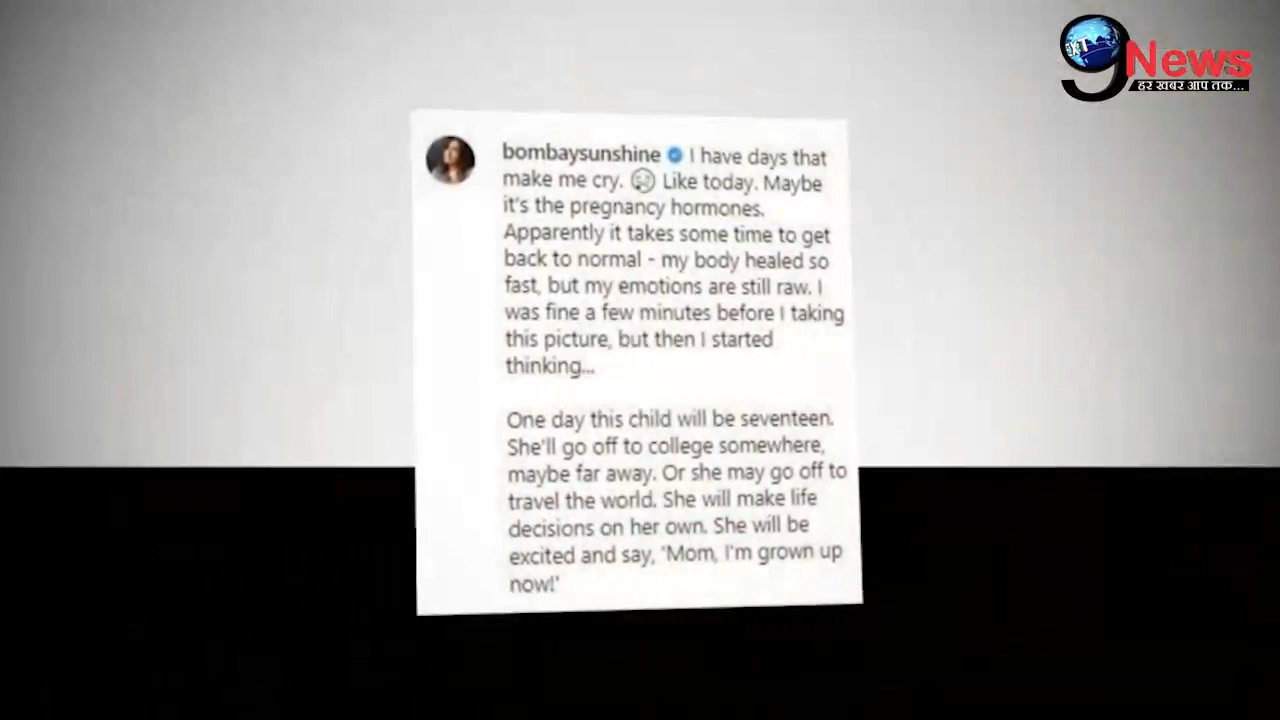 EXT
9News
हर खबर आप तक...
bombaysunshine I have days that
make me cry. Like today. Maybe
it's the pregnancy hormones.
Apparently it takes some time to get
back to normal - my body healed so
fast, but my emotions are still raw. I
was fine a few minutes before I taking
this picture, but then I started
thinking...
One day this child will be seventeen.
She'll go off to college somewhere,
maybe far away. Or she may go off to
travel the world. She will make life
decisions on her own. She will be
excited and say, 'Mom, I'm grown up
now!'